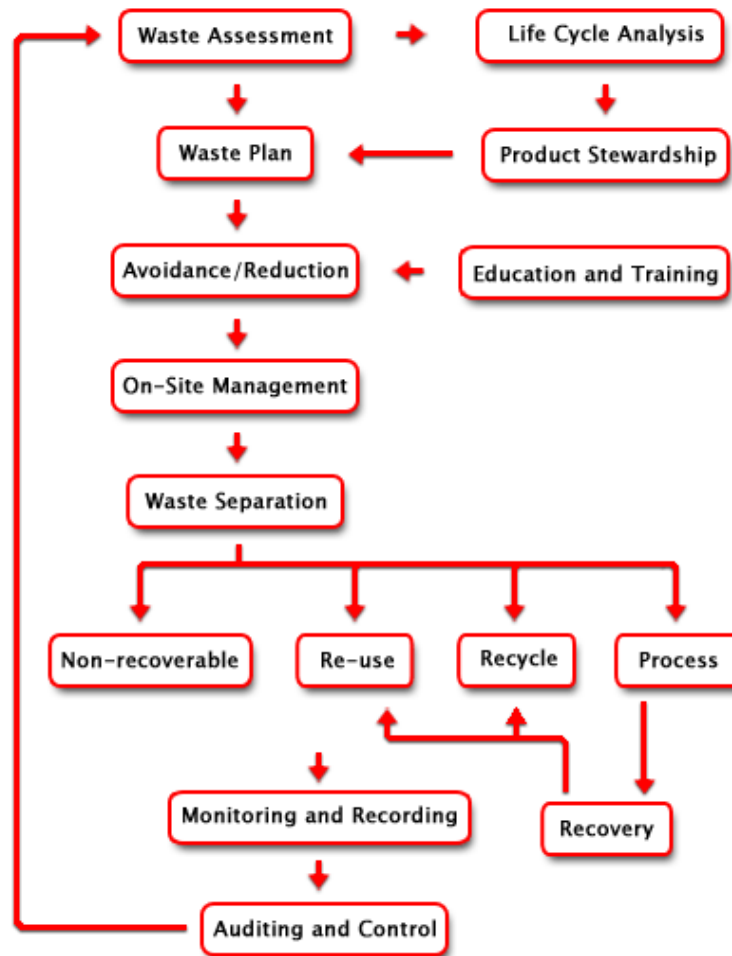 Waste Assessment
Life Cycle Analysis
Waste Plan
Product Stewardship
Avoidance/Reduction
Education and Training
On-Site Management
Waste Separation
Non-recoverable
Re-use
Recycle
Process
Monitoring and Recording
Recovery
Auditing and Control